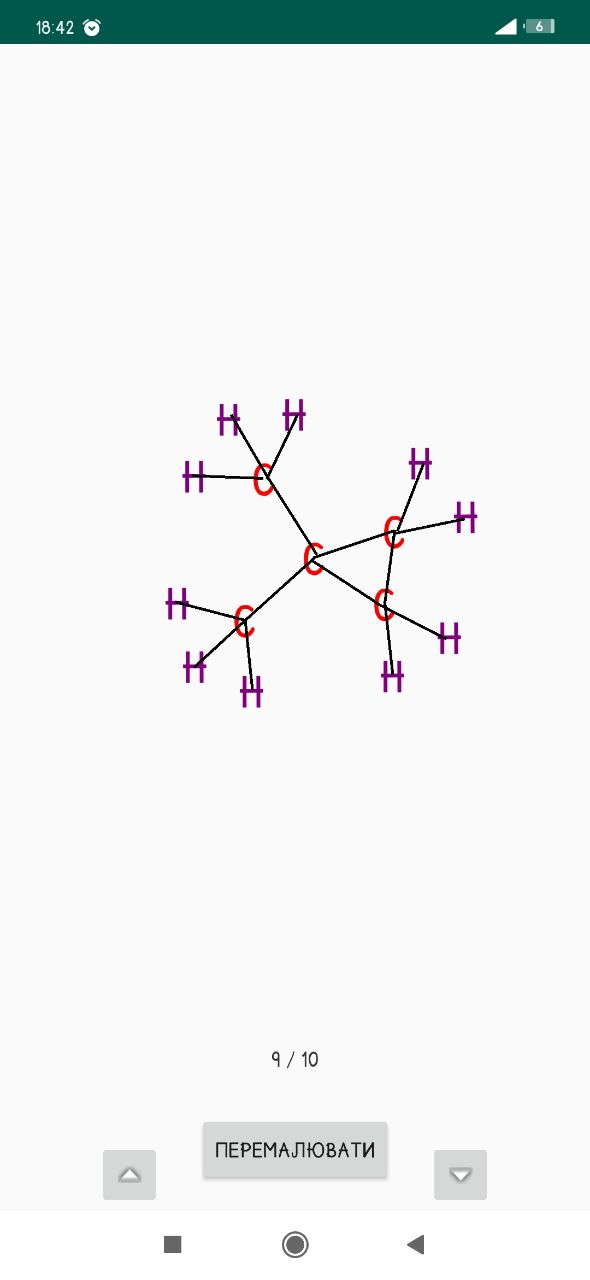 18:42 6
H H
H C H
C H
C
H C C
H H
H H
9 / 10
ПЕРЕМАЛЮВАТИ